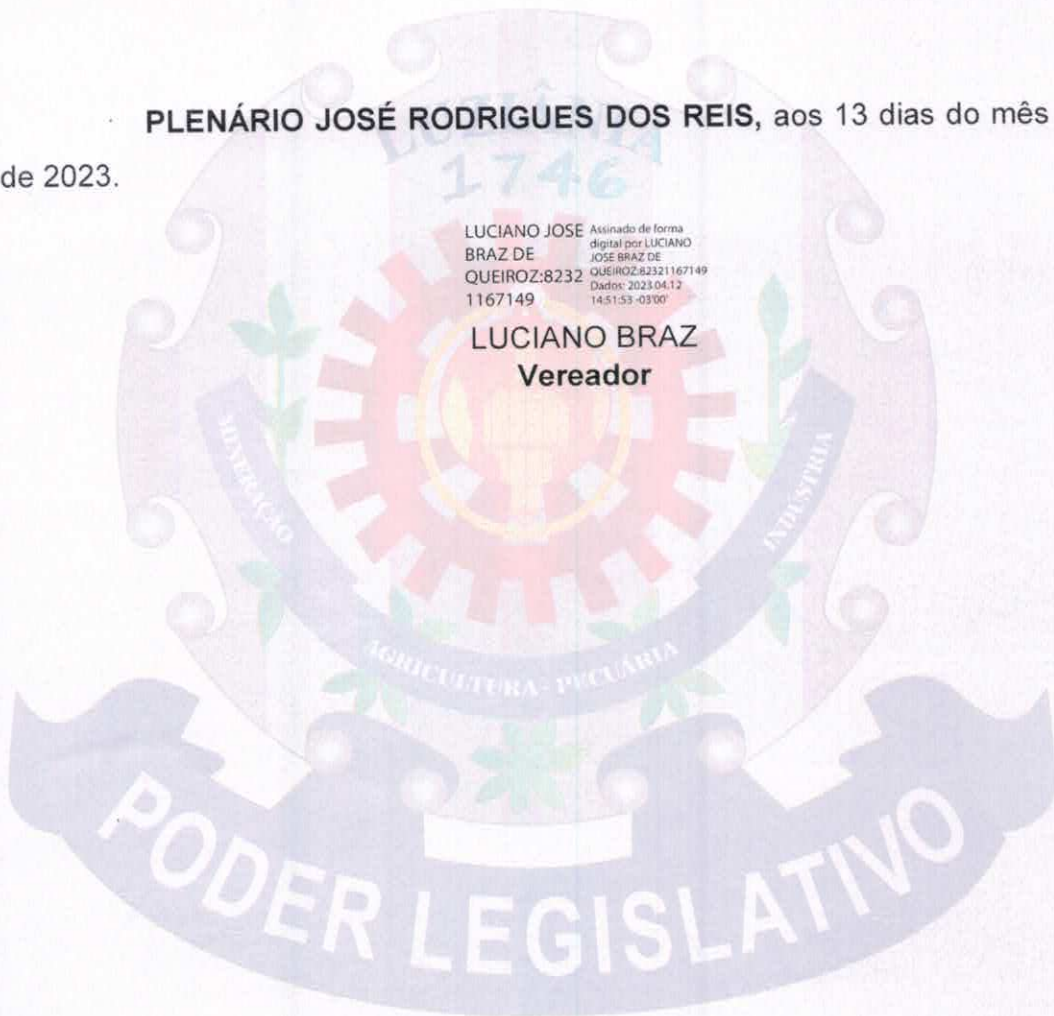 PLENÁRIO JOSÉ RODRIGUES DOS REIS, aos 13 dias do mês
de 2023.
LUZIÂNIA
1746
LUCIANO JOSE
BRAZ DE
QUEIROZ:8232
1167149
Assinado de forma
digital por LUCIANO
JOSE BRAZ DE
QUEIROZ:82321167149
Dados: 2023.04.12
14:51:53 -03'00'
LUCIANO BRAZ
Vereador
MINERAÇÃO
AGRICULTURA - PECUÁRIA
INDUSTRIA
PODER LEGISLATIVO